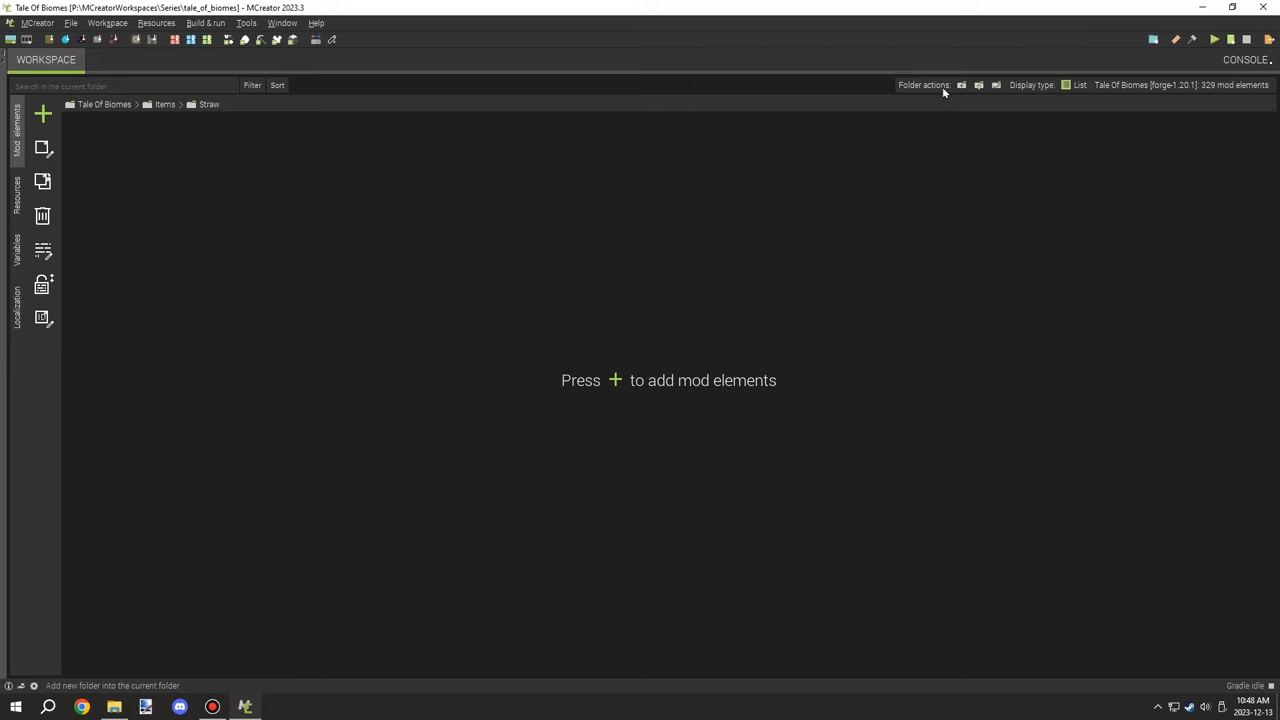 Tale Of Biomes [P:\MCreatorWorkspaces\Series\tale_of_biomes] - MCreator 2023.3
MCreator File Workspace Resources Build & run Tools Window Help
WORKSPACE
CONSOLE
Search in the current folder
Filter
Sort
Folder actions:
Display type:
List
Tale Of Biomes [forge-1.20.1]: 329 mod elements
Tale Of Biomes
Items
Straw
Mod elements
Resources
Variables
Localization
Press + to add mod elements
Add new folder into the current folder
Gradle idle
10:48 AM
2023-12-13